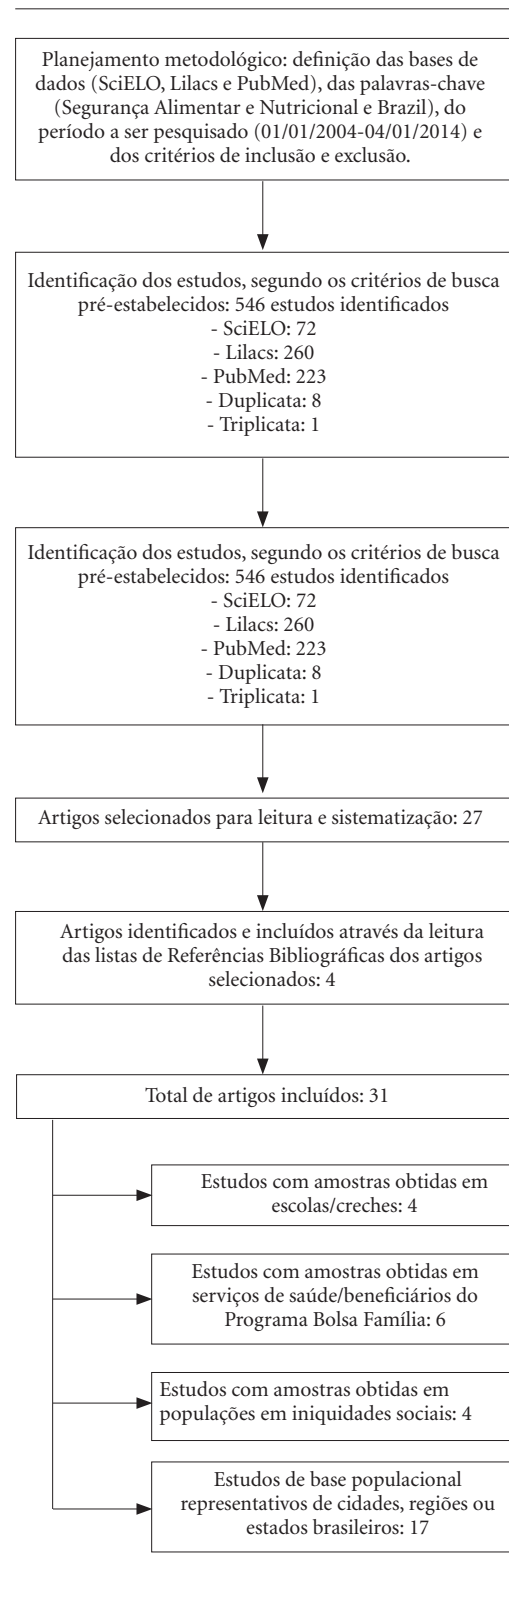 Planejamento metodológico: definição das bases de
dados (SciELO, Lilacs e PubMed), das palavras-chave
(Segurança Alimentar e Nutricional e Brazil), do
período a ser pesquisado (01/01/2004-04/01/2014) e
dos critérios de inclusão e exclusão.
Identificação dos estudos, segundo os critérios de busca
pré-estabelecidos: 546 estudos identificados
- SciELO: 72
- Lilacs: 260
- PubMed: 223
- Duplicata: 8
- Triplicata: 1
Identificação dos estudos, segundo os critérios de busca
pré-estabelecidos: 546 estudos identificados
- SciELO: 72
- Lilacs: 260
- PubMed: 223
- Duplicata: 8
- Triplicata: 1
Artigos selecionados para leitura e sistematização: 27
Artigos identificados e incluídos através da leitura
das listas de Referências Bibliográficas dos artigos
selecionados: 4
Total de artigos incluídos: 31
Estudos com amostras obtidas em
escolas/creches: 4
Estudos com amostras obtidas em
serviços de saúde/beneficiários do
Programa Bolsa Família: 6
Estudos com amostras obtidas em
populações em iniquidades sociais: 4
Estudos de base populacional
representativos de cidades, regiões ou
estados brasileiros: 17